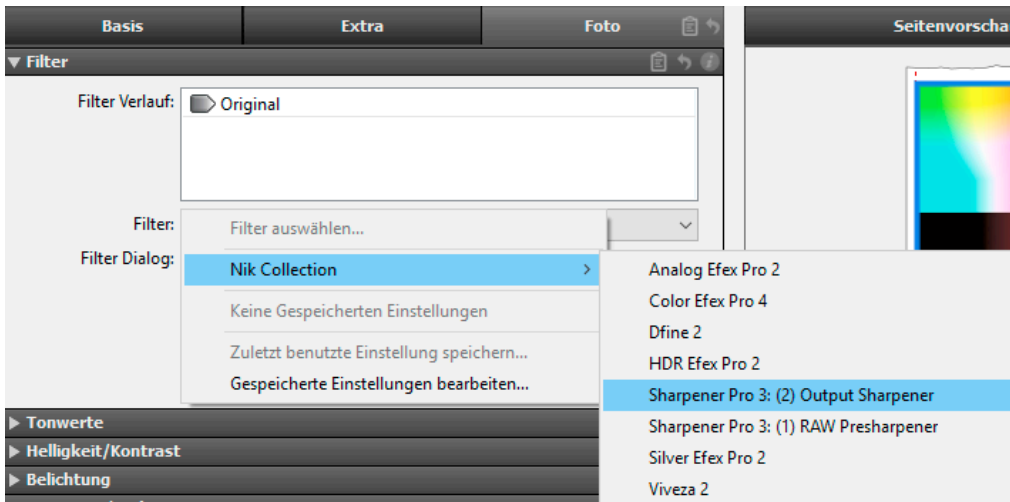 Basis
Extra
Foto
Seitenvorscha
Filter
Filter Verlauf:
Original
Filter:
Filter auswählen...
Filter Dialog:
Nik Collection
Analog Efex Pro 2
Color Efex Pro 4
Keine Gespeicherten Einstellungen
Dfine 2
Zuletzt benutzte Einstellung speichern...
HDR Efex Pro 2
Gespeicherte Einstellungen bearbeiten...
Sharpener Pro 3: (2) Output Sharpener
Tonwerte
Sharpener Pro 3: (1) RAW Presharpener
Helligkeit/Kontrast
Silver Efex Pro 2
Belichtung
Viveza 2